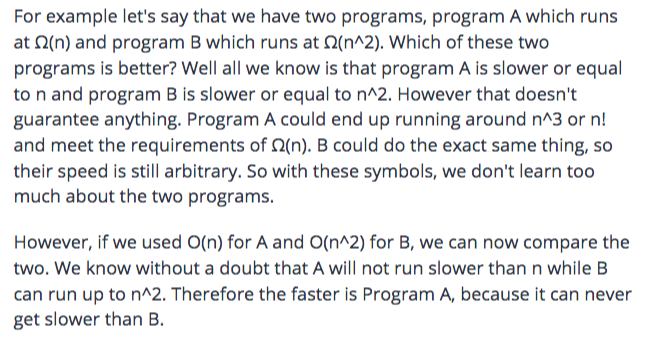 For example let's say that we have two programs, program A which runs
at Ω(n) and program B which runs at Ω(n^2). Which of these two
programs is better? Well all we know is that program A is slower or equal
to n and program B is slower or equal to n^2. However that doesn't
guarantee anything. Program A could end up running around n^3 or n!
and meet the requirements of Ω(n). B could do the exact same thing, so
their speed is still arbitrary. So with these symbols, we don't learn too
much about the two programs.
However, if we used O(n) for A and O(n^2) for B, we can now compare the
two. We know without a doubt that A will not run slower than n while B
can run up to n^2. Therefore the faster is Program A, because it can never
get slower than B.